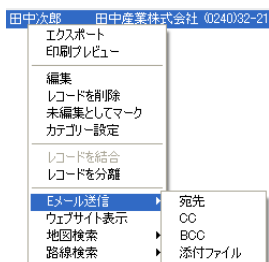 田中次郎 田中産業株式会社 (0240)32-21
エクスポート
印刷プレビュー
編集
レコードを削除
未編集としてマーク
カテゴリー設定
レコードを結合
レコードを分離
Eメール送信
宛先
ウェブサイト表示
CC
地図検索
BCC
路線検索
添付ファイル